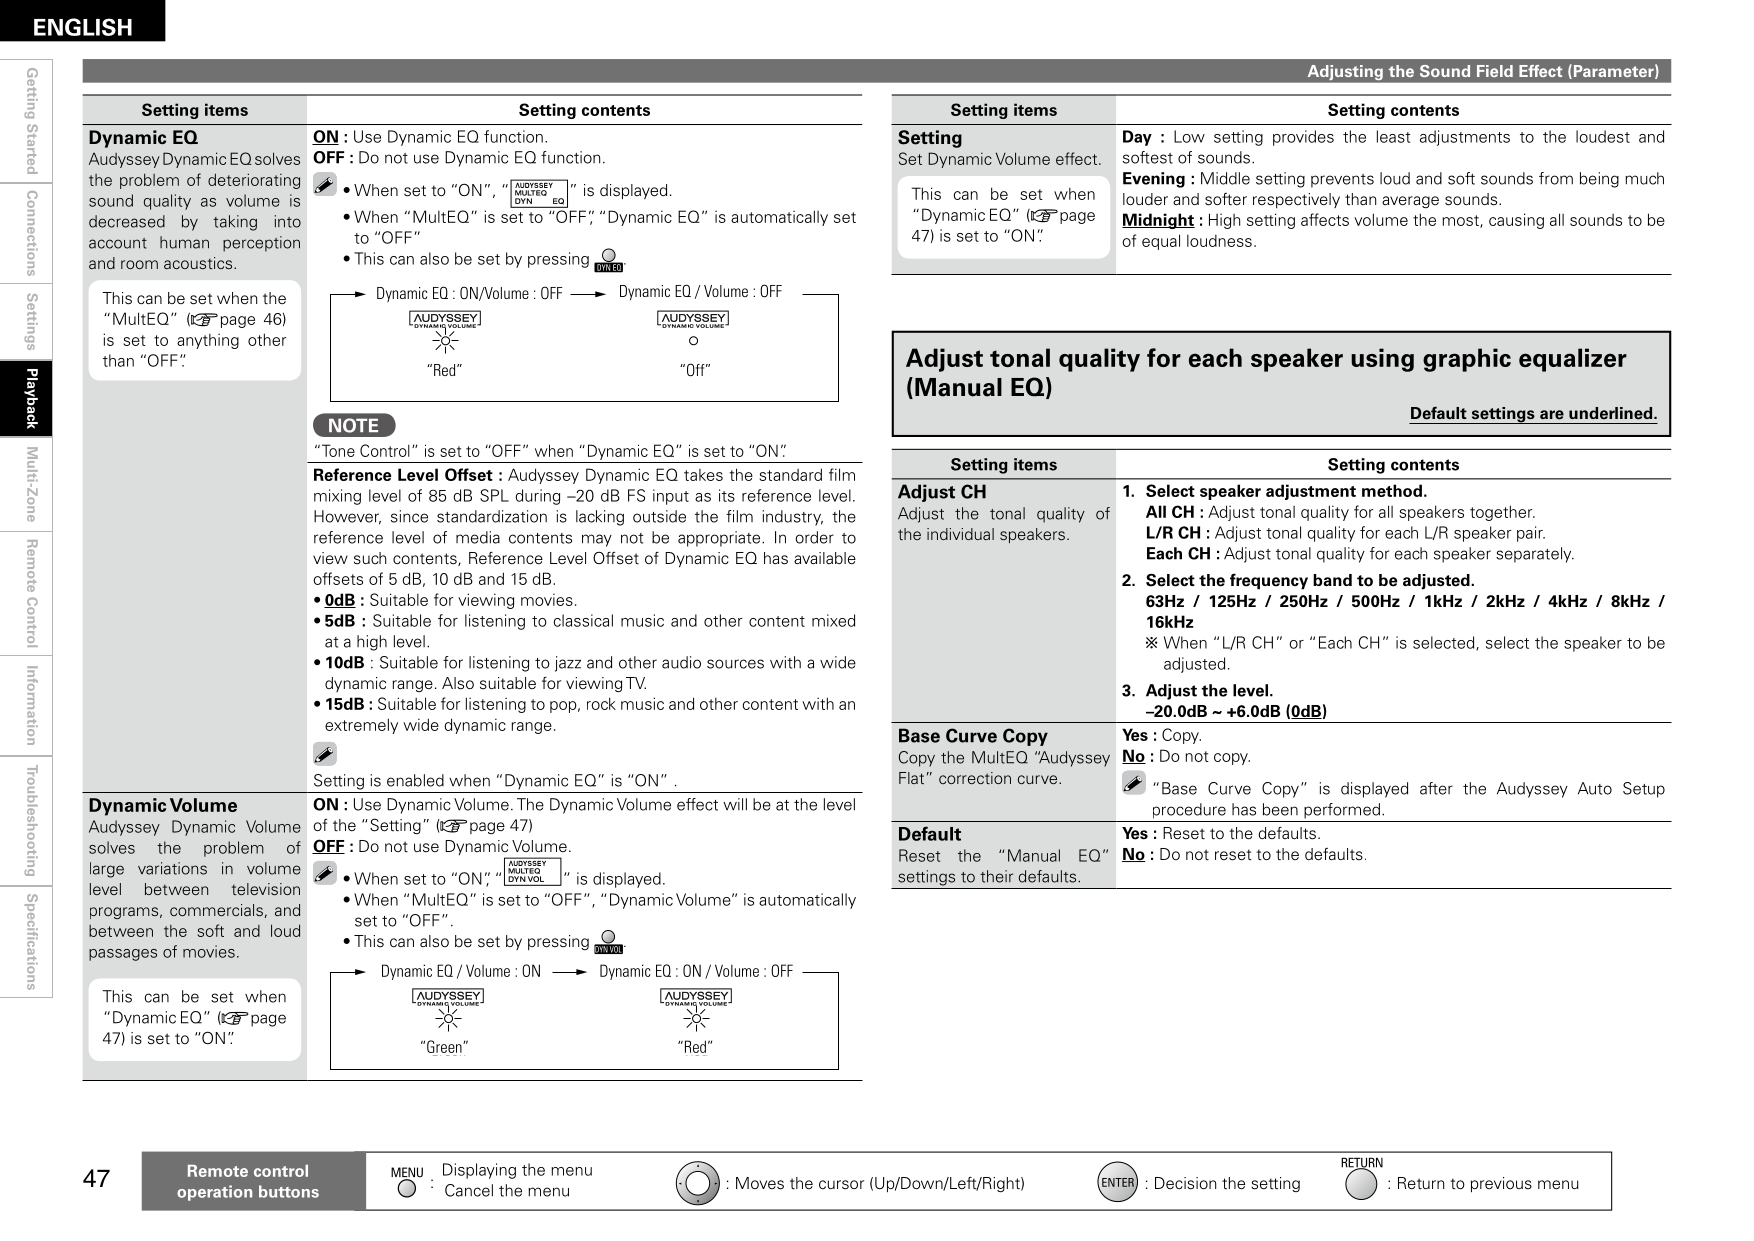 ENGLISH
Getting Started
Connections
Settings
Playback
Multi-Zone
Remote Control
Information
Troubleshooting
Specifications
Adjusting the Sound Field Effect (Parameter)
Setting items
Setting contents
Dynamic EQ
Audyssey Dynamic EQ solves
the problem of deteriorating
sound quality as volume is
decreased by taking into
account human perception
and room acoustics.
This can be set when the
“MultEQ” (page 46)
is set to anything other
than “OFF”.
ON : Use Dynamic EQ function.
OFF : Do not use Dynamic EQ function.
• When set to “ON”, “AUDYSSEY MULTEQ DYN EQ” is displayed.
• When “MultEQ” is set to “OFF”, “Dynamic EQ” is automatically set
to “OFF”
• This can also be set by pressing DYN EQ.
Dynamic EQ : ON/Volume : OFF
Dynamic EQ / Volume : OFF
AUDYSSEY
DYNAMIC VOLUME
AUDYSSEY
DYNAMIC VOLUME
“Red”
“Off”
NOTE
“Tone Control” is set to “OFF” when “Dynamic EQ” is set to “ON”.
Reference Level Offset : Audyssey Dynamic EQ takes the standard film
mixing level of 85 dB SPL during –20 dB FS input as its reference level.
However, since standardization is lacking outside the film industry, the
reference level of media contents may not be appropriate. In order to
view such contents, Reference Level Offset of Dynamic EQ has available
offsets of 5 dB, 10 dB and 15 dB.
• 0dB : Suitable for viewing movies.
• 5dB : Suitable for listening to classical music and other content mixed
at a high level.
• 10dB : Suitable for listening to jazz and other audio sources with a wide
dynamic range. Also suitable for viewing TV.
• 15dB : Suitable for listening to pop, rock music and other content with an
extremely wide dynamic range.
Setting is enabled when “Dynamic EQ” is “ON” .
Dynamic Volume
Audyssey Dynamic Volume
solves the problem of
large variations in volume
level between television
programs, commercials, and
between the soft and loud
passages of movies.
This can be set when
“Dynamic EQ” (page
47) is set to “ON”.
ON : Use Dynamic Volume. The Dynamic Volume effect will be at the level
of the “Setting” (page 47)
OFF : Do not use Dynamic Volume.
• When set to “ON”, “AUDYSSEY MULTEQ DYN VOL” is displayed.
• When “MultEQ” is set to “OFF”, “Dynamic Volume” is automatically
set to “OFF”.
• This can also be set by pressing DYN VOL.
Dynamic EQ / Volume : ON
Dynamic EQ : ON / Volume : OFF
AUDYSSEY
DYNAMIC VOLUME
AUDYSSEY
DYNAMIC VOLUME
“Green”
“Red”
Setting items
Setting contents
Setting
Set Dynamic Volume effect.
This can be set when
“Dynamic EQ” (page
47) is set to “ON”.
Day : Low setting provides the least adjustments to the loudest and
softest of sounds.
Evening : Middle setting prevents loud and soft sounds from being much
louder and softer respectively than average sounds.
Midnight : High setting affects volume the most, causing all sounds to be
of equal loudness.
Adjust tonal quality for each speaker using graphic equalizer
(Manual EQ)
Default settings are underlined.
Setting items
Setting contents
Adjust CH
Adjust the tonal quality of
the individual speakers.
1. Select speaker adjustment method.
All CH : Adjust tonal quality for all speakers together.
L/R CH : Adjust tonal quality for each L/R speaker pair.
Each CH : Adjust tonal quality for each speaker separately.
2. Select the frequency band to be adjusted.
63Hz / 125Hz / 250Hz / 500Hz / 1kHz / 2kHz / 4kHz / 8kHz /
16kHz
※ When “L/R CH” or “Each CH” is selected, select the speaker to be
adjusted.
3. Adjust the level.
–20.0dB ~ +6.0dB (0dB)
Base Curve Copy
Copy the MultEQ “Audyssey
Flat” correction curve.
Yes : Copy.
No : Do not copy.
“Base Curve Copy” is displayed after the Audyssey Auto Setup
procedure has been performed.
Default
Reset the “Manual EQ”
settings to their defaults.
Yes : Reset to the defaults.
No : Do not reset to the defaults.
47
Remote control
operation buttons
MENU
: Displaying the menu
Cancel the menu
: Moves the cursor (Up/Down/Left/Right)
ENTER : Decision the setting
RETURN
: Return to previous menu